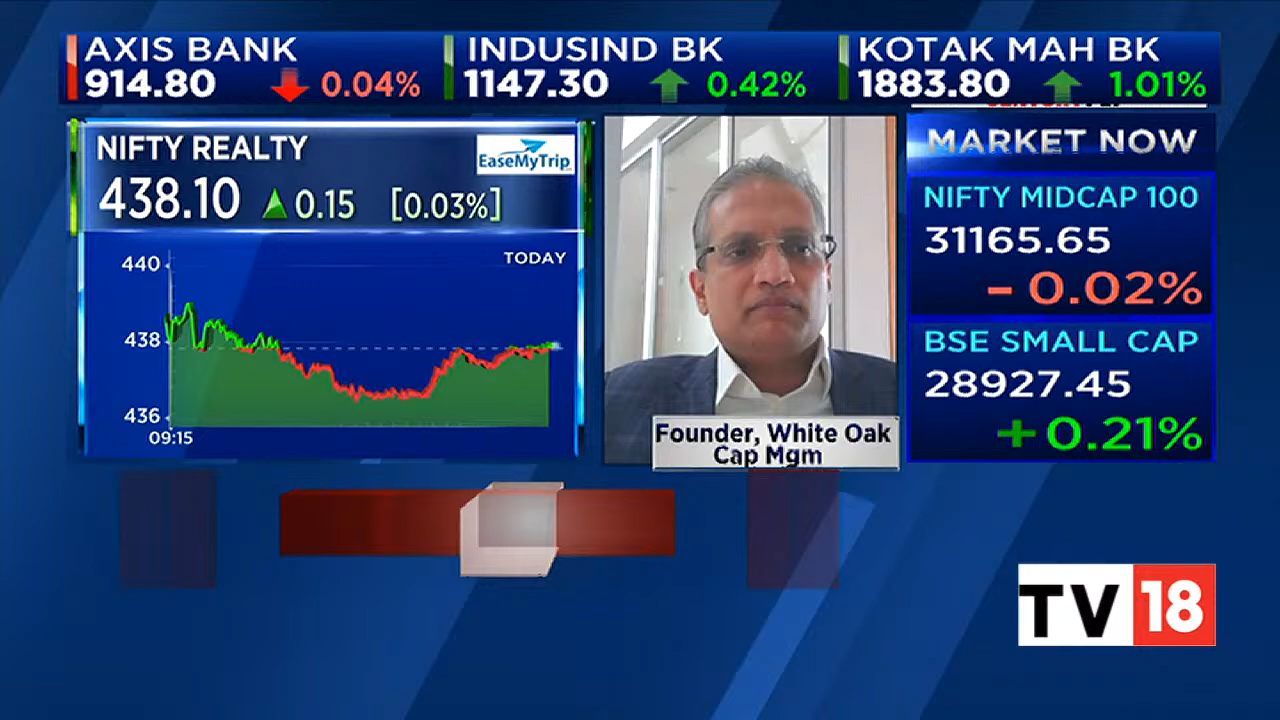 AXIS BANK
914.80 0.04%
INDUSIND BK
1147.30 0.42%
KOTAK MAH BK
1883.80 1.01%
NIFTY REALTY
438.10 0.15 [0.03%]
EaseMyTrip
TODAY
440
438
436
09:15
Founder, White Oak
Cap Mgm
MARKET NOW
NIFTY MIDCAP 100
31165.65
- 0.02%
BSE SMALL CAP
28927.45
+ 0.21%
TV 18